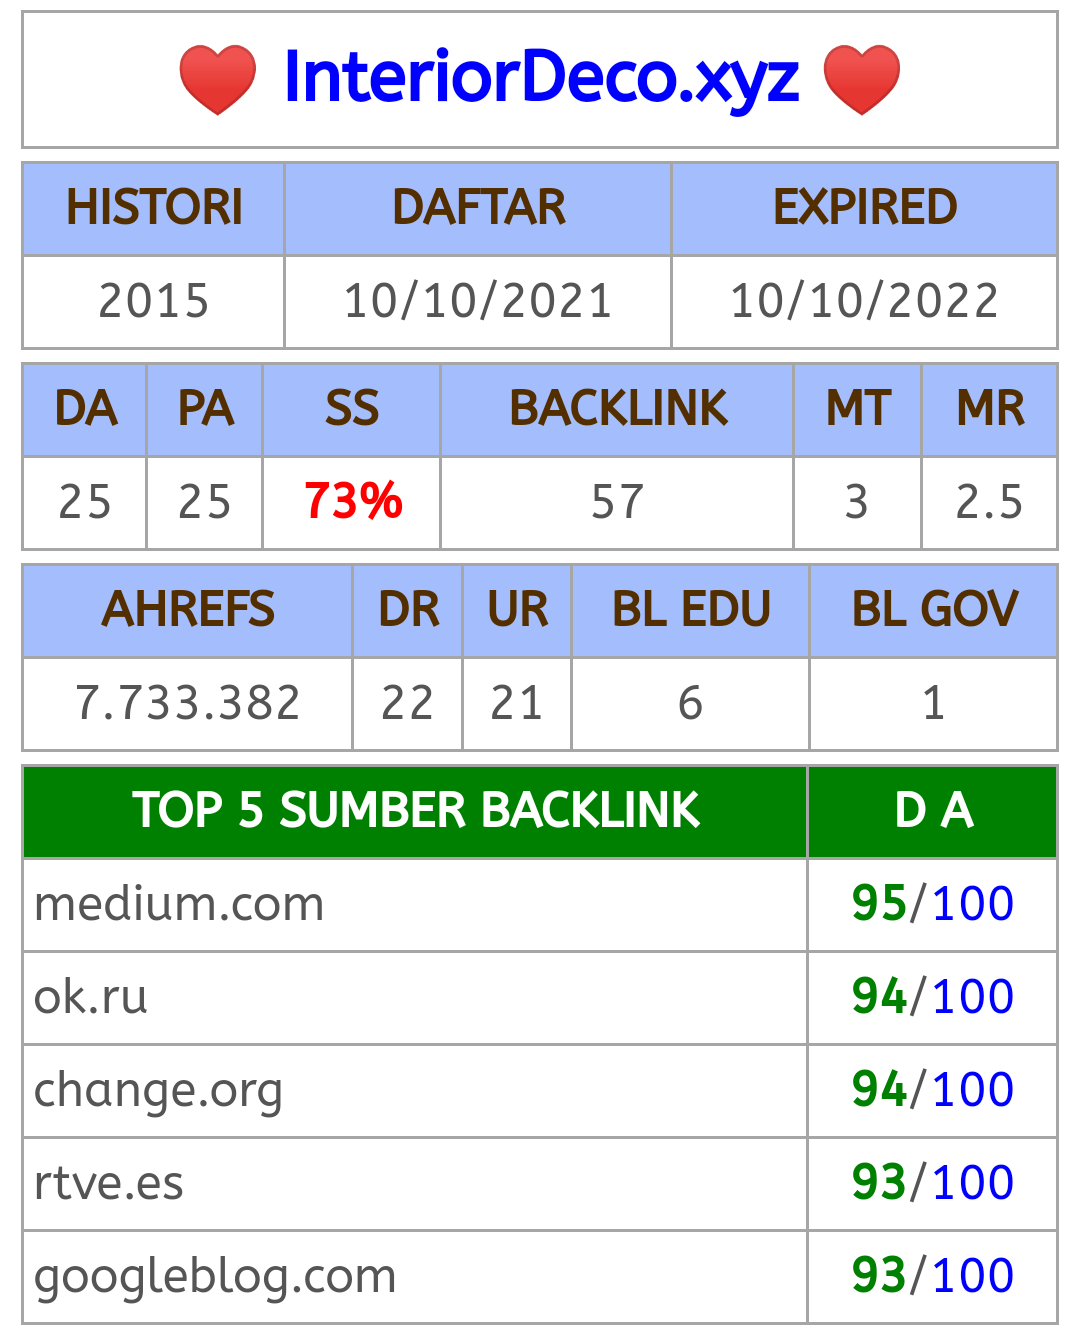 InteriorDeco.xyz
HISTORI DAFTAR EXPIRED
2015 10/10/2021 10/10/2022
DA PA SS BACKLINK MT MR
25 25 73% 57 3 2.5
AHREFS DR UR BL EDU BL GOV
7.733.382 22 21 6 1
TOP 5 SUMBER BACKLINK D A
medium.com 95/100
ok.ru 94/100
change.org 94/100
rtve.es 93/100
googleblog.com 93/100